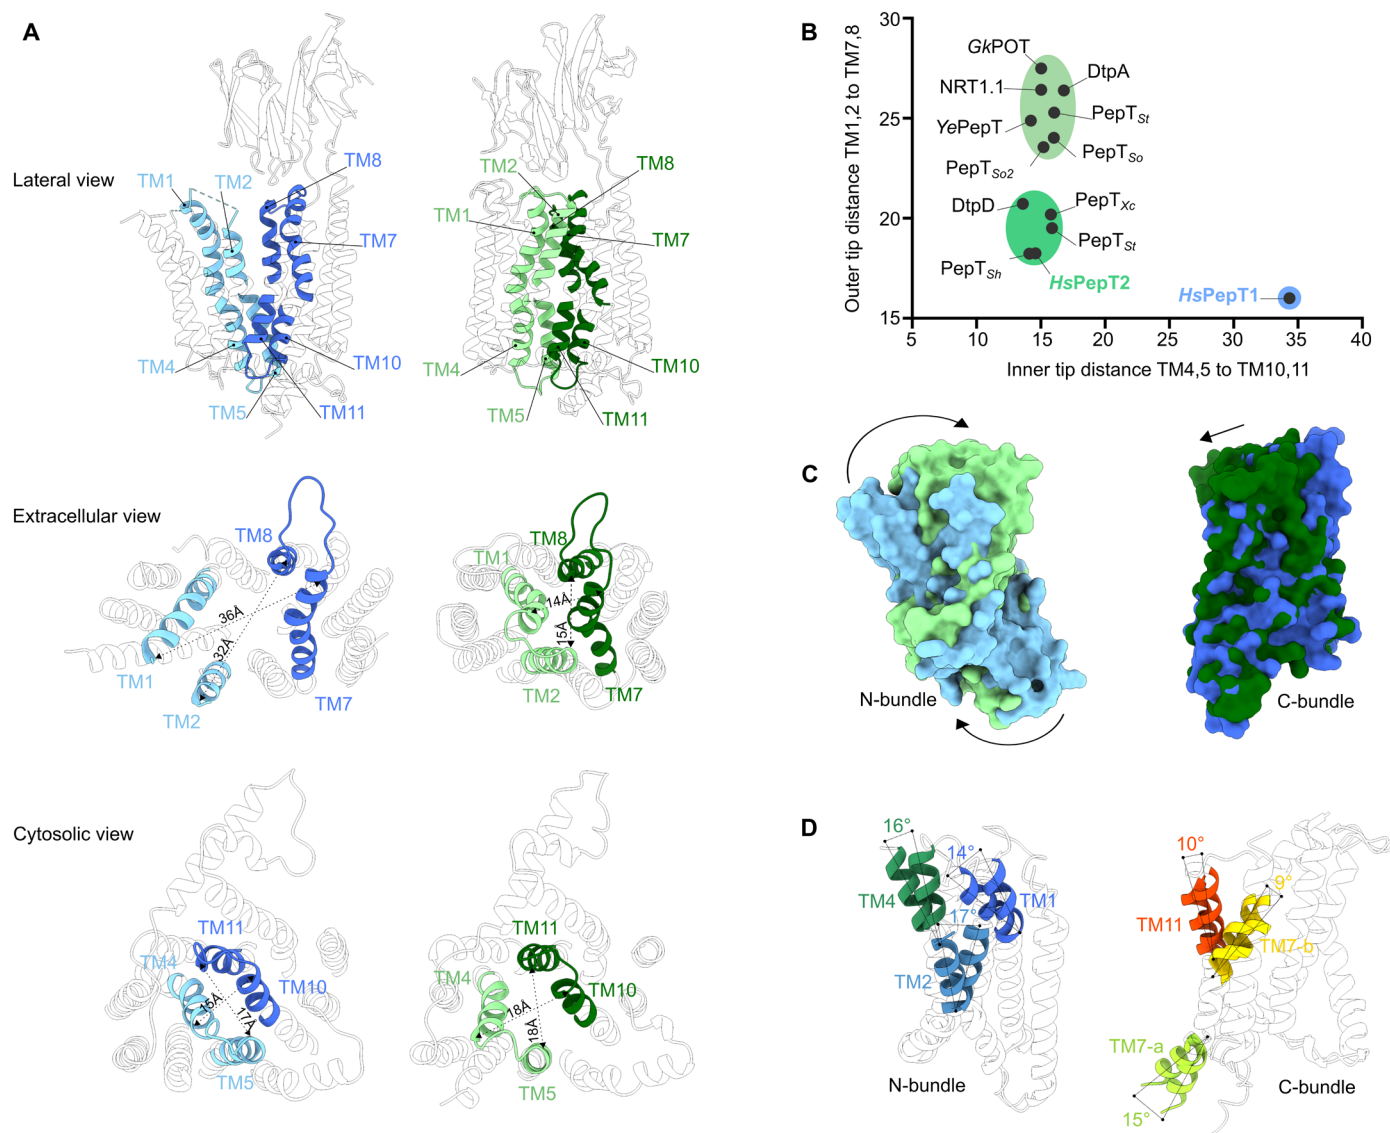 A
Lateral view
TM1
TM2
TM8
TM7
TM4
TM10
TM5
TM11
TM2
TM8
TM1
TM7
TM4
TM10
TM5
TM11
Extracellular view
TM8
36Å
32Å
TM1
TM2
TM7
TM8
TM1
14Å
15Å
TM2
TM7
Cytosolic view
TM11
TM4
TM10
15Å
17Å
TM5
TM11
TM4
TM10
18Å
18Å
TM5
B
Outer tip distance TM1,2 to TM7,8
30
25
20
15
GkPOT
NRT1.1
DtpA
YePepT
PepTSt
PepTSo2
PepTSo
DtpD
PepTXc
PepTSt
PepTSh
HsPepT2
HsPepT1
5 10 15 20 25 30 35 40
Inner tip distance TM4,5 to TM10,11
C
N-bundle
C-bundle
D
16°
14°
TM4
17°
TM1
TM2
N-bundle
10°
9°
TM11
TM7-b
TM7-a
15°
C-bundle